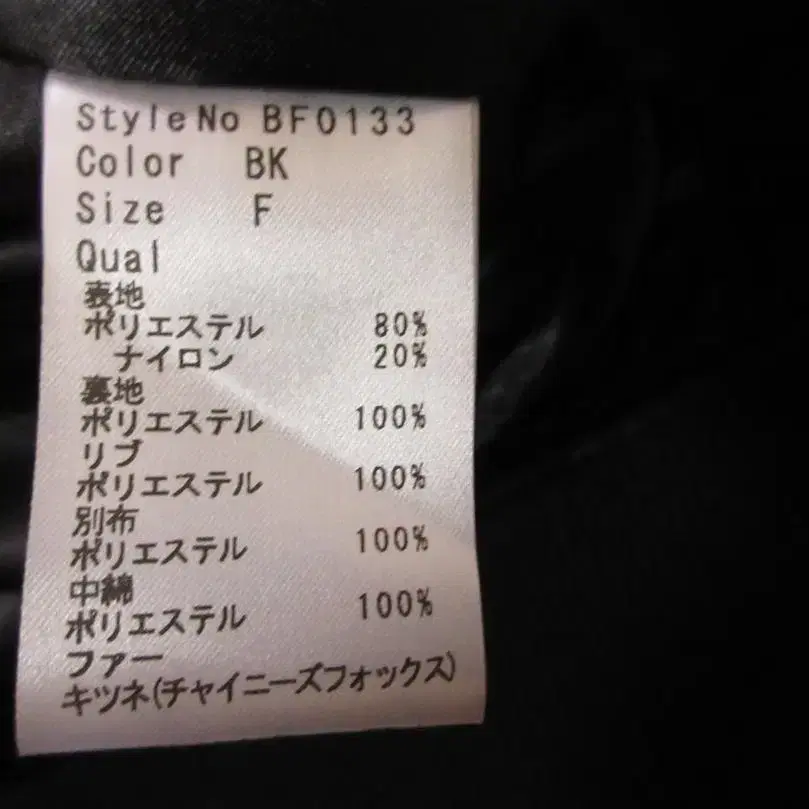 StyleNo BF0133
Color BK
Size F
Qual
表地
ポリエステル 80%
ナイロン 20%
裏地
ポリエステル 100%
リブ
ポリエステル 100%
別布
ポリエステル 100%
中綿
ポリエステル 100%
ファー
キツネ(チャイニーズフォックス)